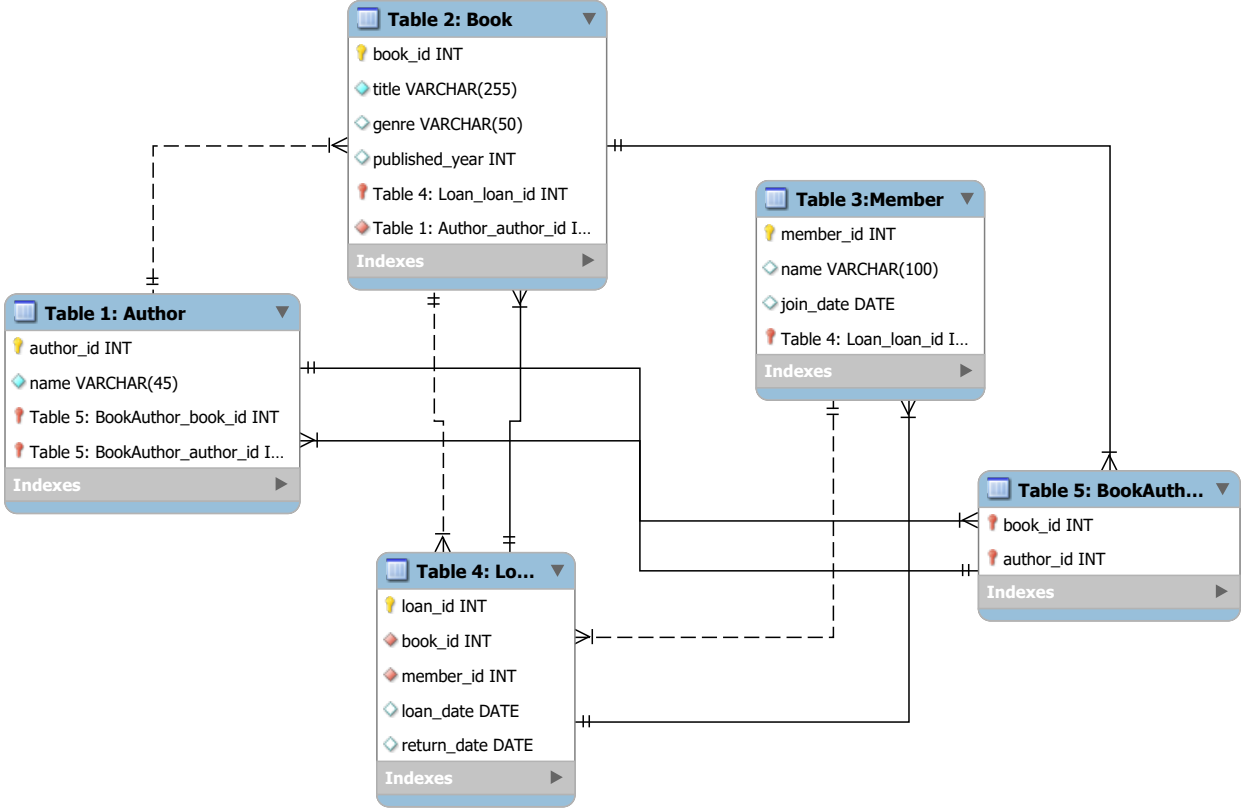 Table 2: Book
book_id INT
title VARCHAR(255)
genre VARCHAR(50)
published_year INT
Table 4: Loan_loan_id INT
Table 1: Author_author_id I...
Indexes
Table 3:Member
member_id INT
name VARCHAR(100)
join_date DATE
Table 4: Loan_loan_id I...
Indexes
Table 1: Author
author_id INT
name VARCHAR(45)
Table 5: BookAuthor_book_id INT
Table 5: BookAuthor_author_id I...
Indexes
Table 5: BookAuth...
book_id INT
author_id INT
Indexes
Table 4: Lo...
loan_id INT
book_id INT
member_id INT
loan_date DATE
return_date DATE
Indexes